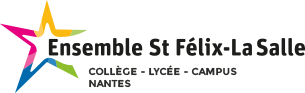 Ensemble St Félix-La Salle
COLLÈGE - LYCÉE - CAMPUS
NANTES